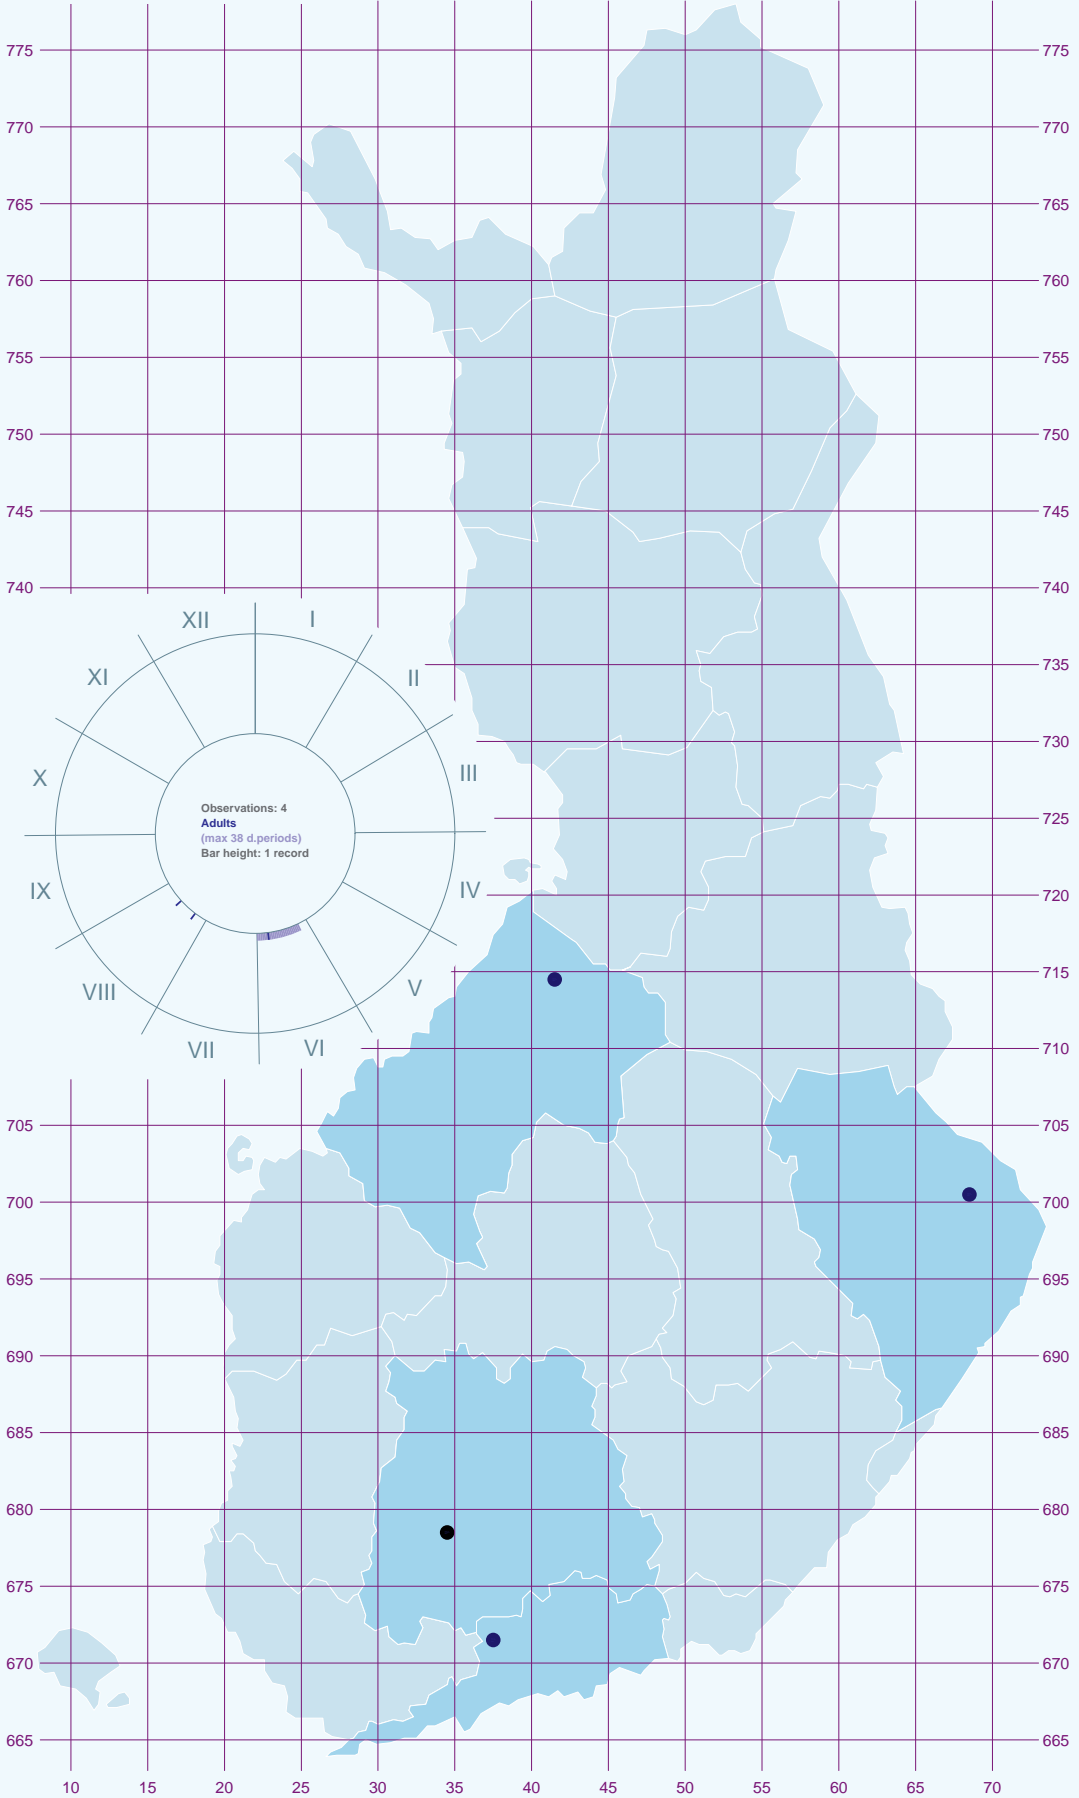 775 775
770 770
765 765
760 760
755 755
750 750
745 745
740 740
XII I
XI II
735
730
X III
725
Observations: 4
Adults
(max 38 d.periods)
Bar height: 1 record
IX IV 720
VIII V 715
VII VI 710
705 705
700 700
695 695
690 690
685 685
680 680
675 675
670 670
665 665
10 15 20 25 30 35 40 45 50 55 60 65 70